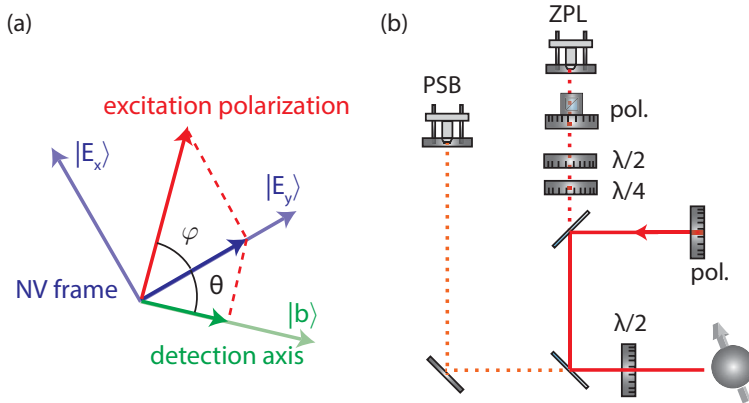 (a)
excitation polarization
|E_x⟩
|E_y⟩
φ
θ
NV frame
|b⟩
detection axis
(b)
ZPL
PSB
pol.
λ/2
λ/4
pol.
λ/2